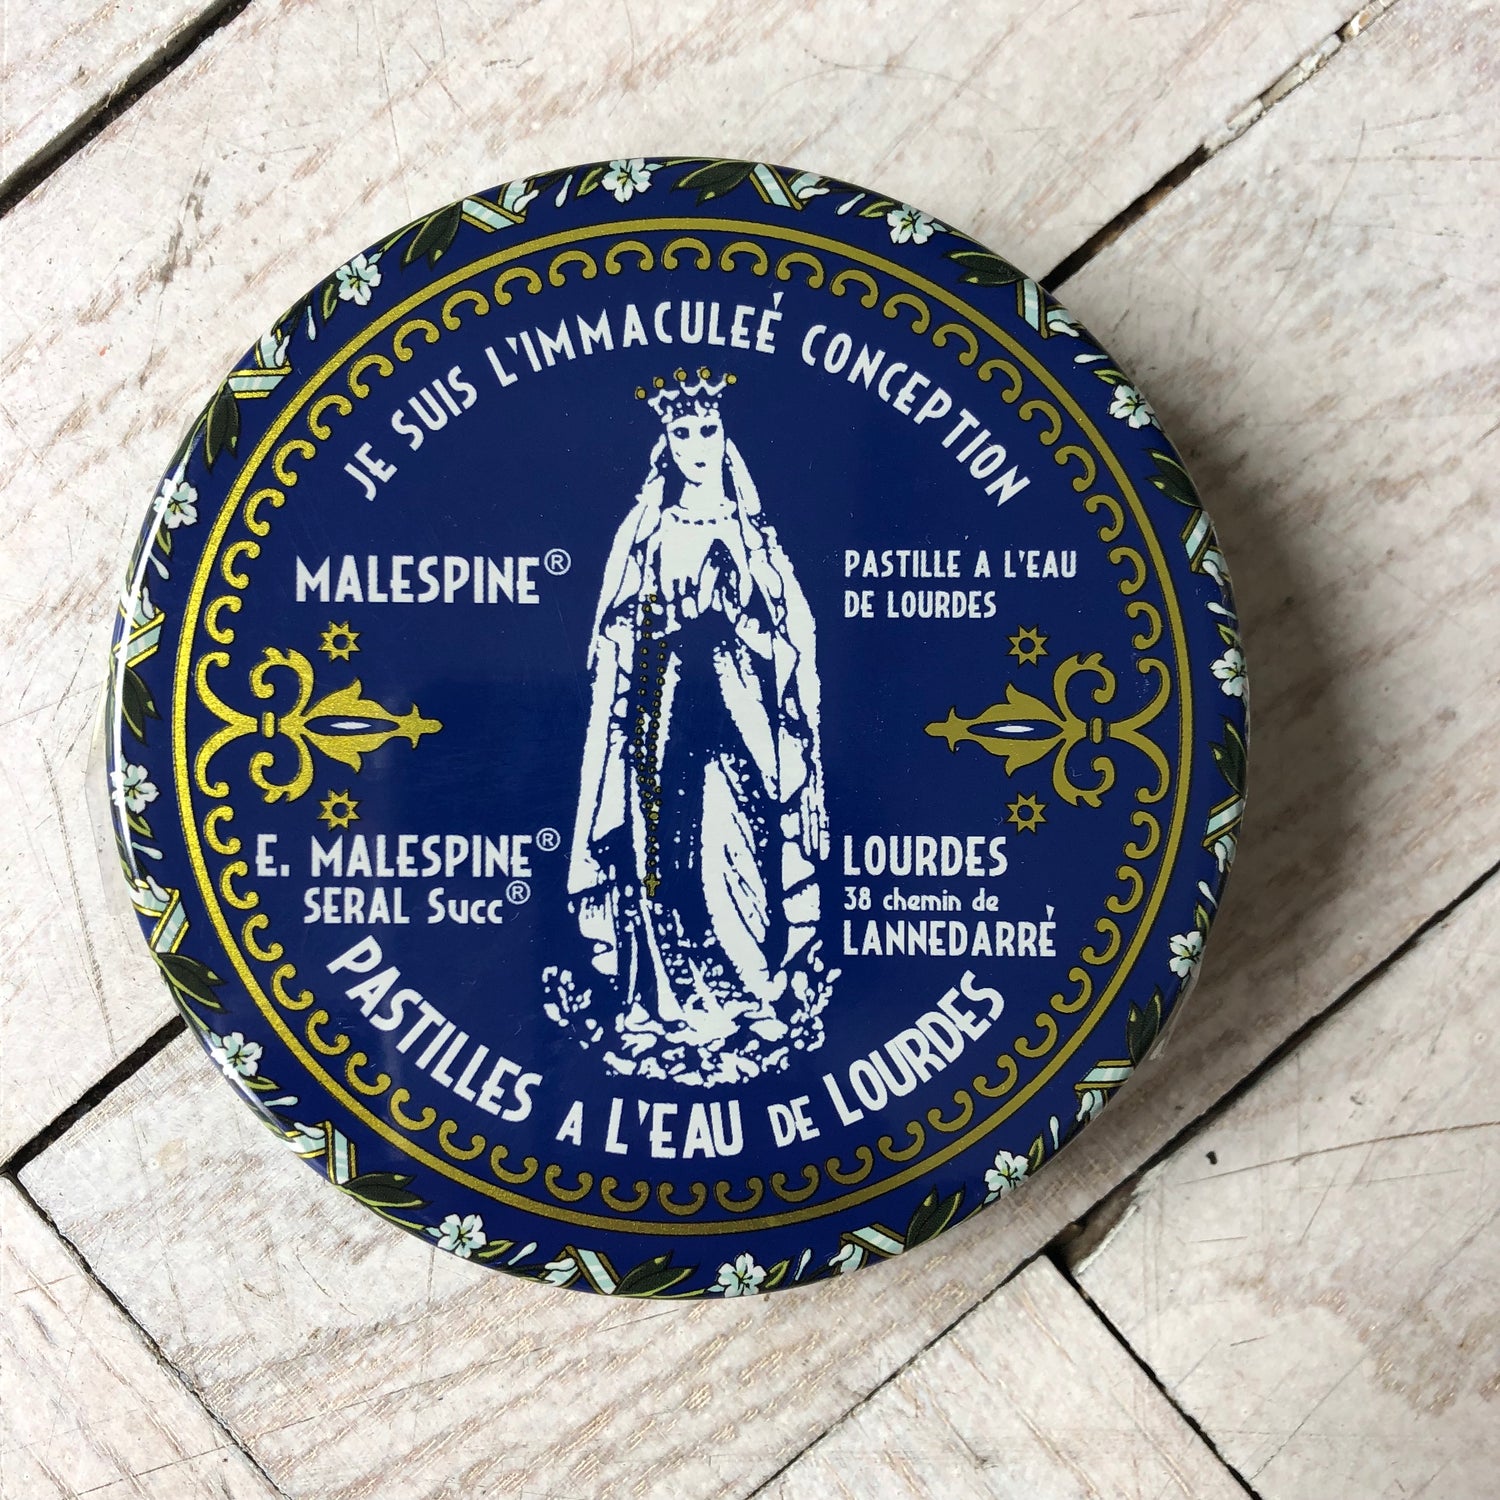 JE SUIS L'IMMACULEÉ CONCEPTION
MALESPINE®
PASTILLE A L'EAU
DE LOURDES
E. MALESPINE®
SERAL Succ®
LOURDES
38 chemin de
LANNEDARRÉ
PASTILLES A L'EAU DE LOURDES